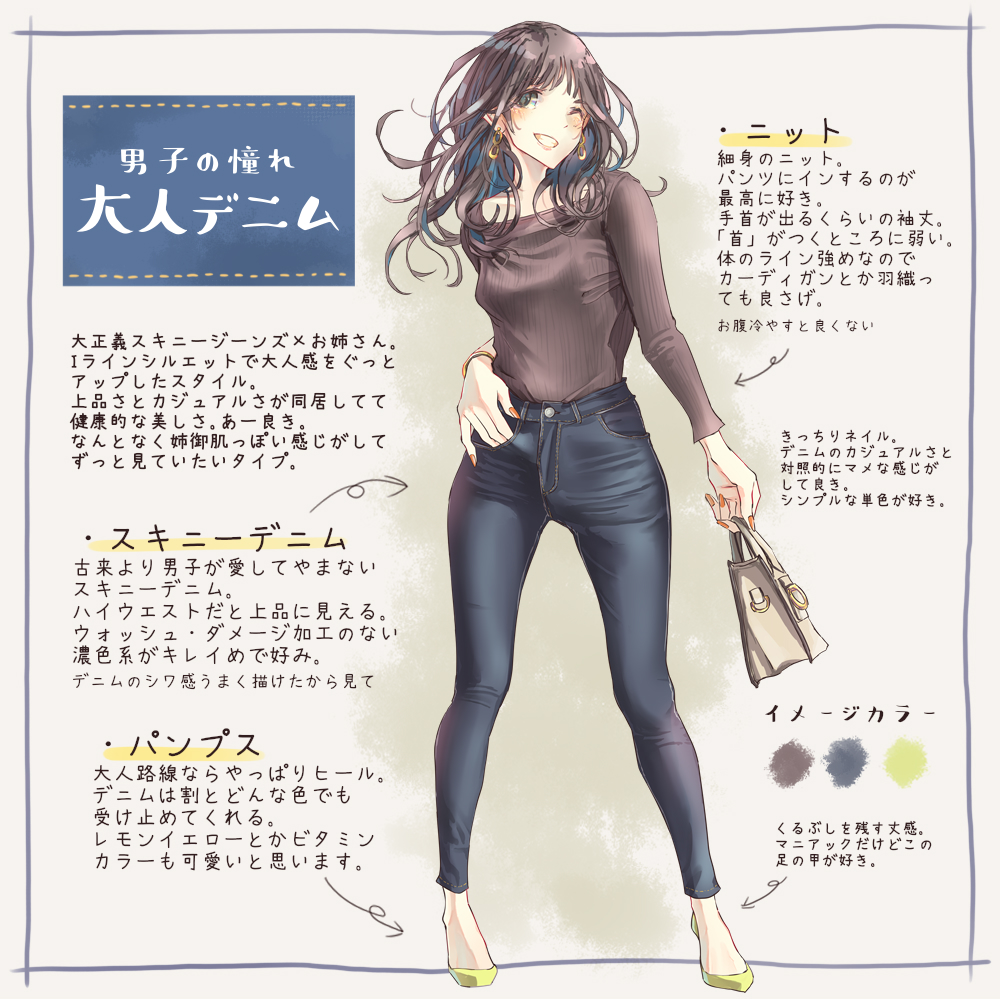 男子の憧れ
大人デニム
大正義スキニージーンズ×お姉さん。
Iラインシルエットで大人感をぐっと
アップしたスタイル。
上品さとカジュアルさが同居してて
健康的な美しさ。あー良き。
なんとなく姉御肌っぽい感じがして
ずっと見ていたいタイプ。
・スキニーデニム
古来より男子が愛してやまない
スキニーデニム。
ハイウエストだと上品に見える。
ウォッシュ・ダメージ加工のない
濃色系がキレイめで好み。
デニムのシワ感うまく描けたから見て
・パンプス
大人路線ならやっぱりヒール。
デニムは割とどんな色でも
受け止めてくれる。
レモンイエローとかビタミン
カラーも可愛いと思います。
・ニット
細身のニット。
パンツにインするのが
最高に好き。
手首が出るくらいの袖丈。
「首」がつくところに弱い。
体のライン強めなので
カーディガンとか羽織っ
ても良さげ。
お腹冷やすと良くない
きっちりネイル。
デニムのカジュアルさと
対照的にマメな感じが
して良き。
シンプルな単色が好き。
イメージカラー
くるぶしを残す丈感。
マニアックだけどこの
足の甲が好き。